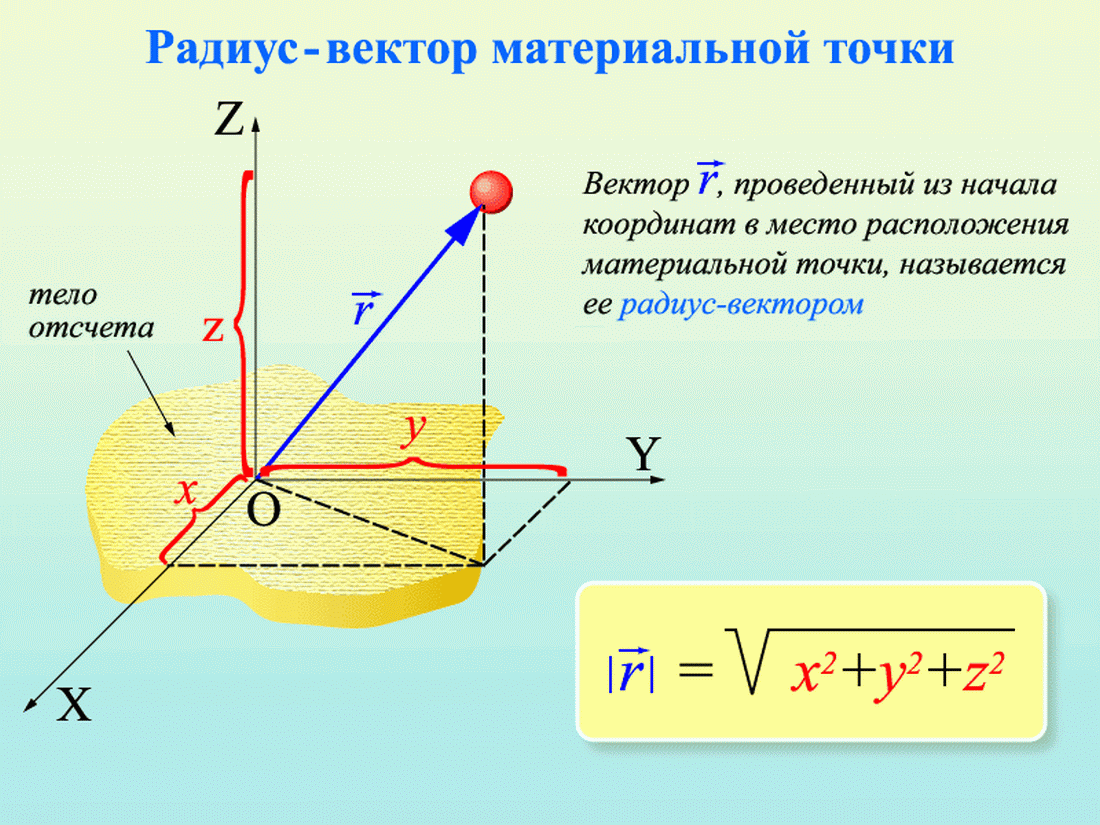 Радиус-вектор материальной точки
Z
Вектор r⃗, проведенный из начала
координат в место расположения
материальной точки, называется
ее радиус-вектором
тело
отсчета
z
r⃗
y
Y
x
O
X
|r⃗| = √x²+y²+z²